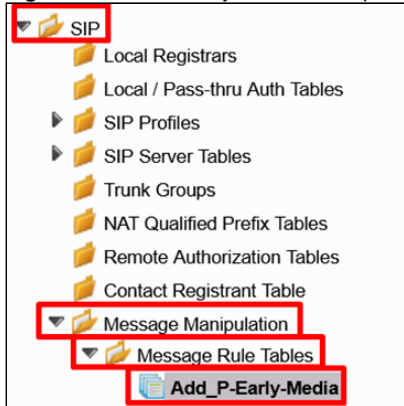 SIP
Local Registrars
Local / Pass-thru Auth Tables
SIP Profiles
SIP Server Tables
Trunk Groups
NAT Qualified Prefix Tables
Remote Authorization Tables
Contact Registrant Table
Message Manipulation
Message Rule Tables
Add_P-Early-Media